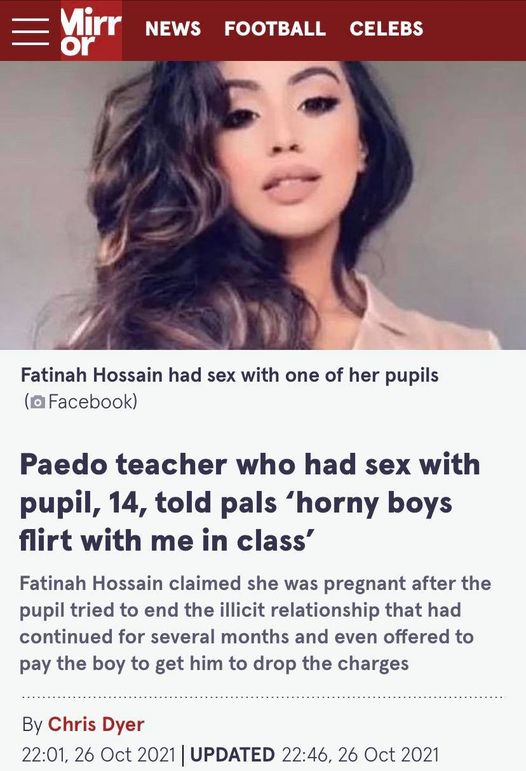 Mirror
NEWS FOOTBALL CELEBS
Fatinah Hossain had sex with one of her pupils
(Facebook)
Paedo teacher who had sex with
pupil, 14, told pals ‘horny boys
flirt with me in class’
Fatinah Hossain claimed she was pregnant after the
pupil tried to end the illicit relationship that had
continued for several months and even offered to
pay the boy to get him to drop the charges
By Chris Dyer
22:01, 26 Oct 2021 | UPDATED 22:46, 26 Oct 2021